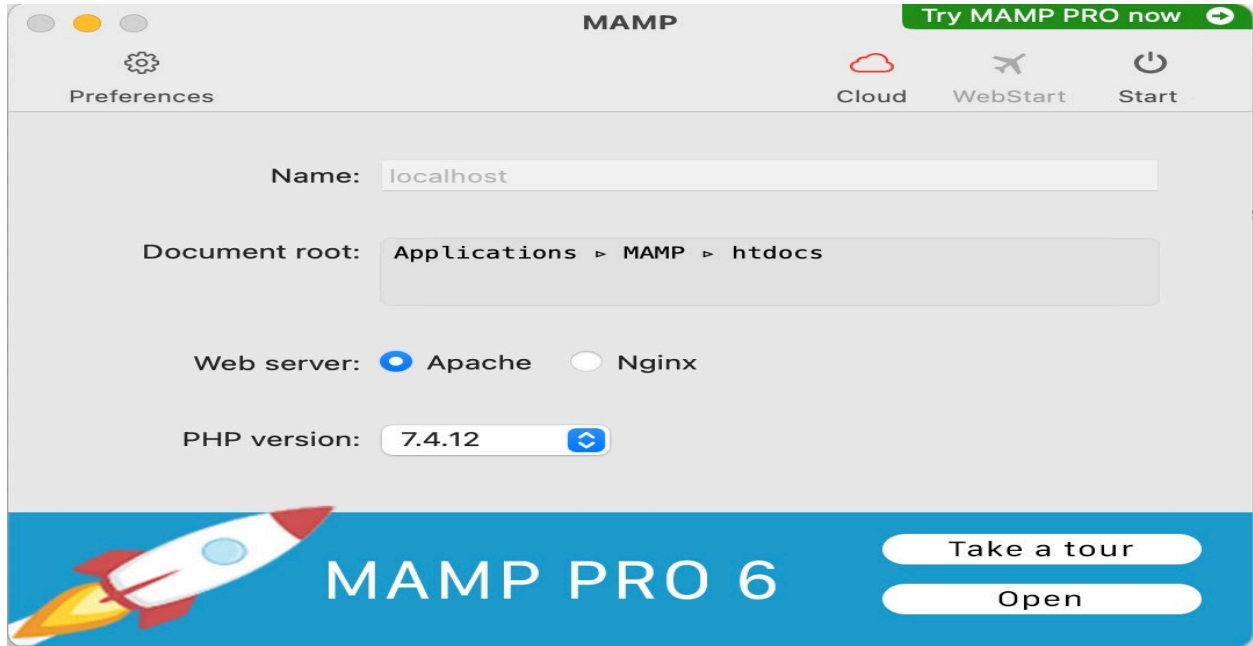 MAMP
Try MAMP PRO now
Preferences
Cloud
WebStart
Start
Name: localhost
Document root: Applications ▹ MAMP ▹ htdocs
Web server: Apache Nginx
PHP version: 7.4.12
MAMP PRO 6
Take a tour
Open